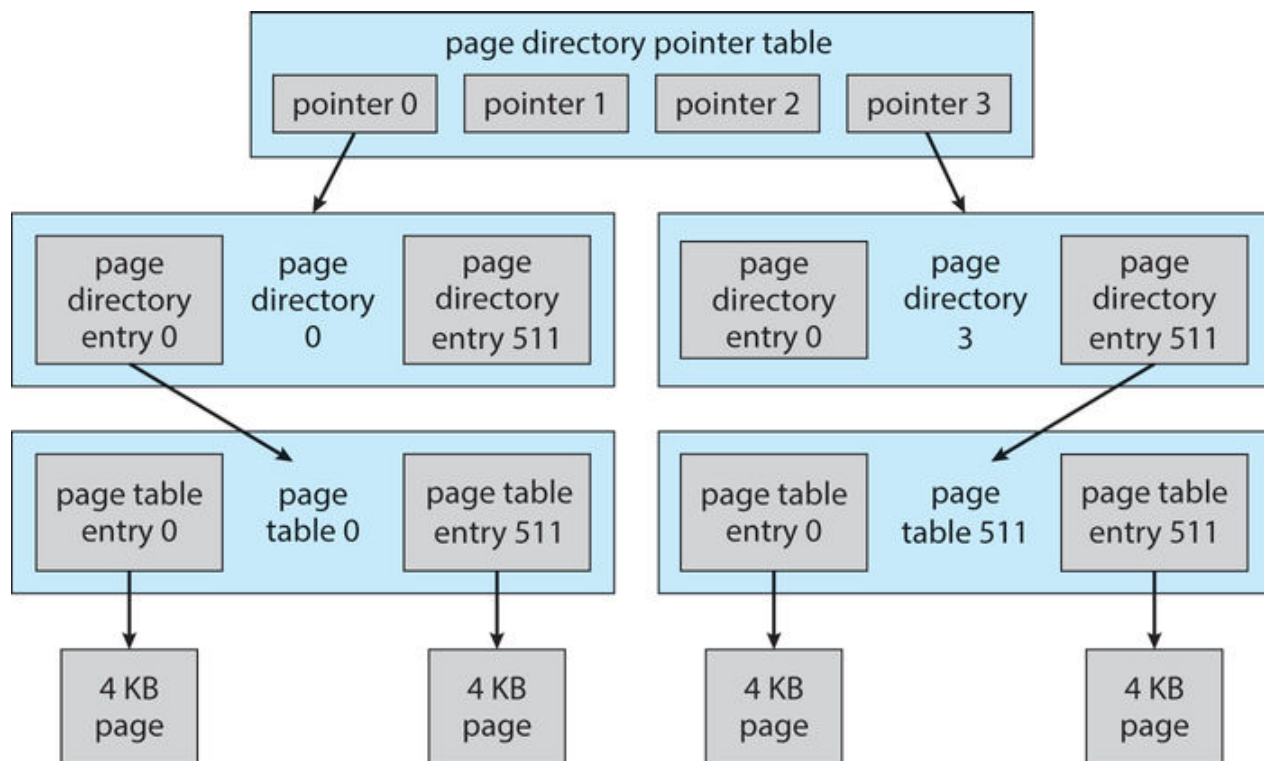 page directory pointer table
pointer 0
pointer 1
pointer 2
pointer 3
page
directory
entry 0
page
directory
0
page
directory
entry 511
page
directory
entry 0
page
directory
3
page
directory
entry 511
page table
entry 0
page
table 0
page table
entry 511
page table
entry 0
page
table 511
page table
entry 511
4 KB
page
4 KB
page
4 KB
page
4 KB
page